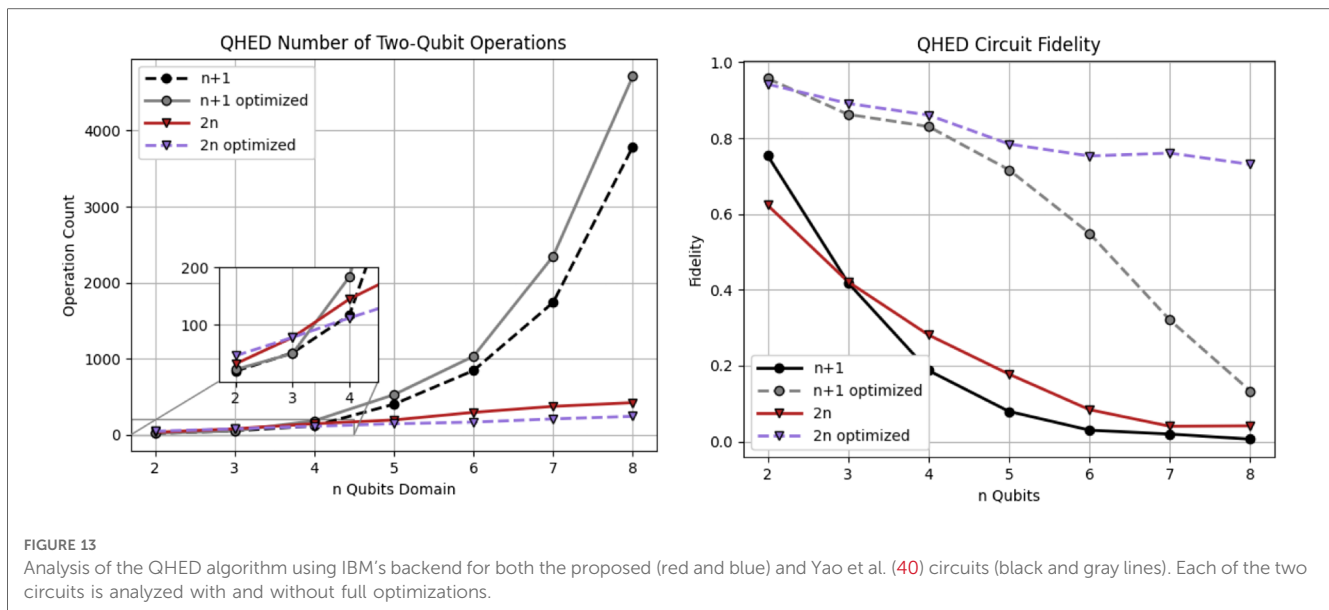 QHED Number of Two-Qubit Operations
n+1
n+1 optimized
2n
2n optimized
Operation Count
4000
3000
2000
1000
0
200
100
2 3 4
2 3 4 5 6 7 8
n Qubits Domain
QHED Circuit Fidelity
Fidelity
1.0
0.8
0.6
0.4
0.2
0.0
n+1
n+1 optimized
2n
2n optimized
2 3 4 5 6 7 8
n Qubits
FIGURE 13
Analysis of the QHED algorithm using IBM's backend for both the proposed (red and blue) and Yao et al. (40) circuits (black and gray lines). Each of the two
circuits is analyzed with and without full optimizations.